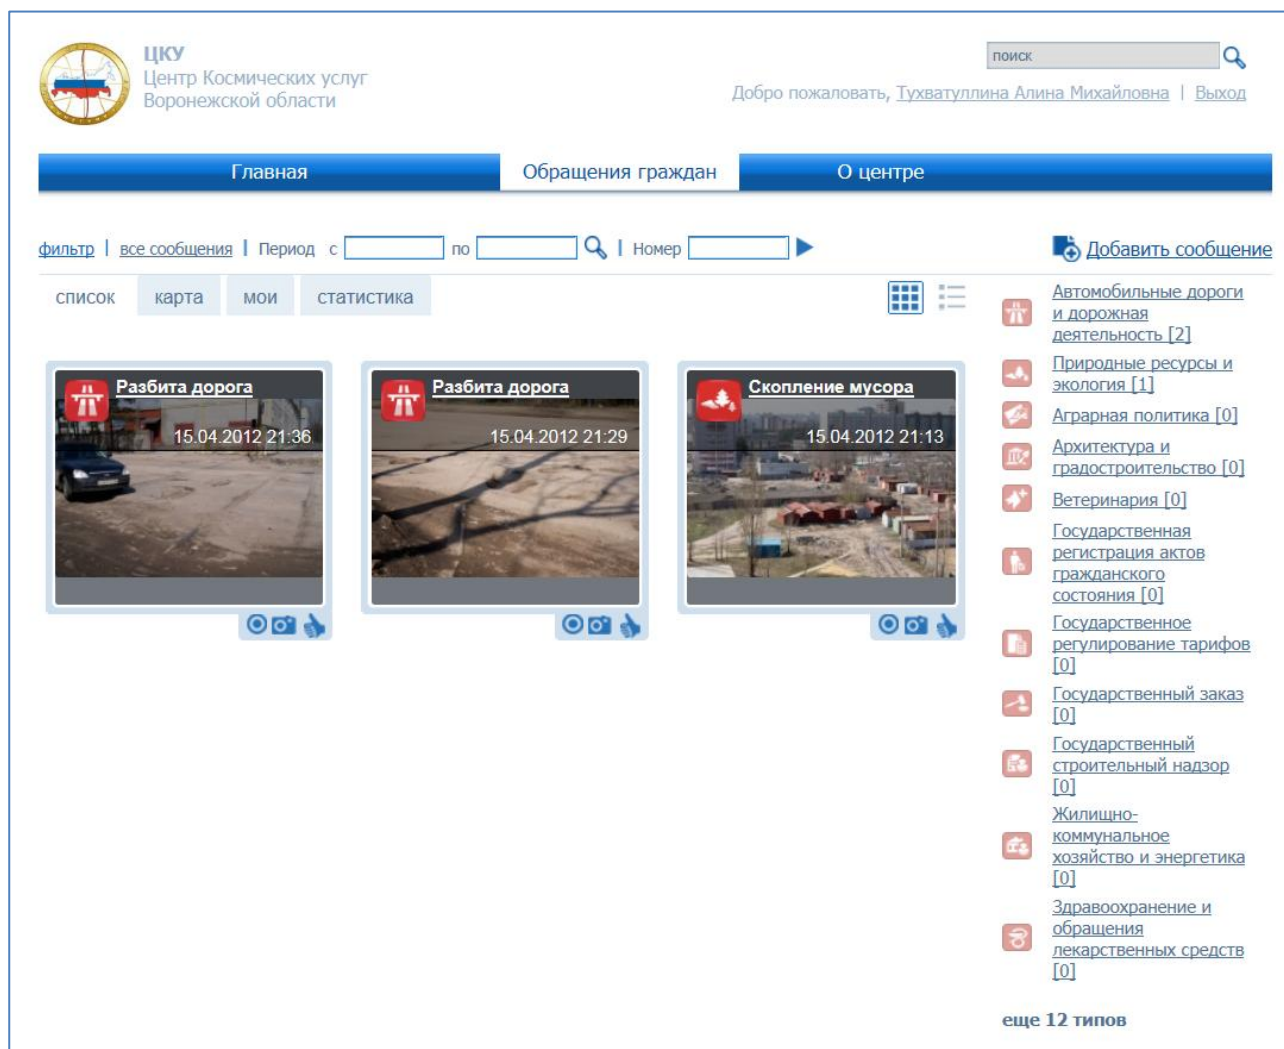 ЦКУ
Центр Космических услуг
Воронежской области
поиск
Добро пожаловать, Тухватуллина Алина Михайловна | Выход
Главная Обращения граждан О центре
фильтр | все сообщения | Период с по | Номер
Добавить сообщение
список карта мои статистика
Разбита дорога
15.04.2012 21:36
Разбита дорога
15.04.2012 21:29
Скопление мусора
15.04.2012 21:13
Автомобильные дороги
и дорожная
деятельность [2]
Природные ресурсы и
экология [1]
Аграрная политика [0]
Архитектура и
градостроительство [0]
Ветеринария [0]
Государственная
регистрация актов
гражданского
состояния [0]
Государственное
регулирование тарифов
[0]
Государственный заказ
[0]
Государственный
строительный надзор
[0]
Жилищно-
коммунальное
хозяйство и энергетика
[0]
Здравоохранение и
обращения
лекарственных средств
[0]
еще 12 типов